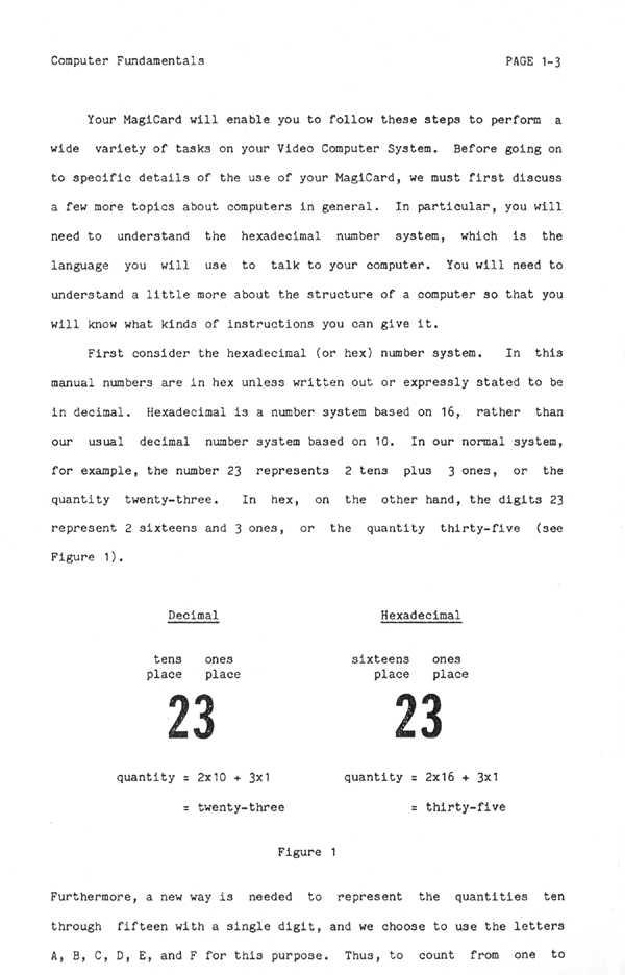 Computer Fundamentals PAGE 1-3
Your MagiCard will enable you to follow these steps to perform a
wide variety of tasks on your Video Computer System. Before going on
to specific details of the use of your MagiCard, we must first discuss
a few more topics about computers in general. In particular, you will
need to understand the hexadecimal number system, which is the
language you will use to talk to your computer. You will need to
understand a little more about the structure of a computer so that you
will know what kinds of instructions you can give it.
First consider the hexadecimal (or hex) number system. In this
manual numbers are in hex unless written out or expressly stated to be
in decimal. Hexadecimal is a number system based on 16, rather than
our usual decimal number system based on 10. In our normal system,
for example, the number 23 represents 2 tens plus 3 ones, or the
quantity twenty-three. In hex, on the other hand, the digits 23
represent 2 sixteens and 3 ones, or the quantity thirty-five (see
Figure 1).
Decimal Hexadecimal
tens ones sixteens ones
place place place place
23 23
quantity = 2x10 + 3x1 quantity = 2x16 + 3x1
= twenty-three = thirty-five
Figure 1
Furthermore, a new way is needed to represent the quantities ten
through fifteen with a single digit, and we choose to use the letters
A, B, C, D, E, and F for this purpose. Thus, to count from one to